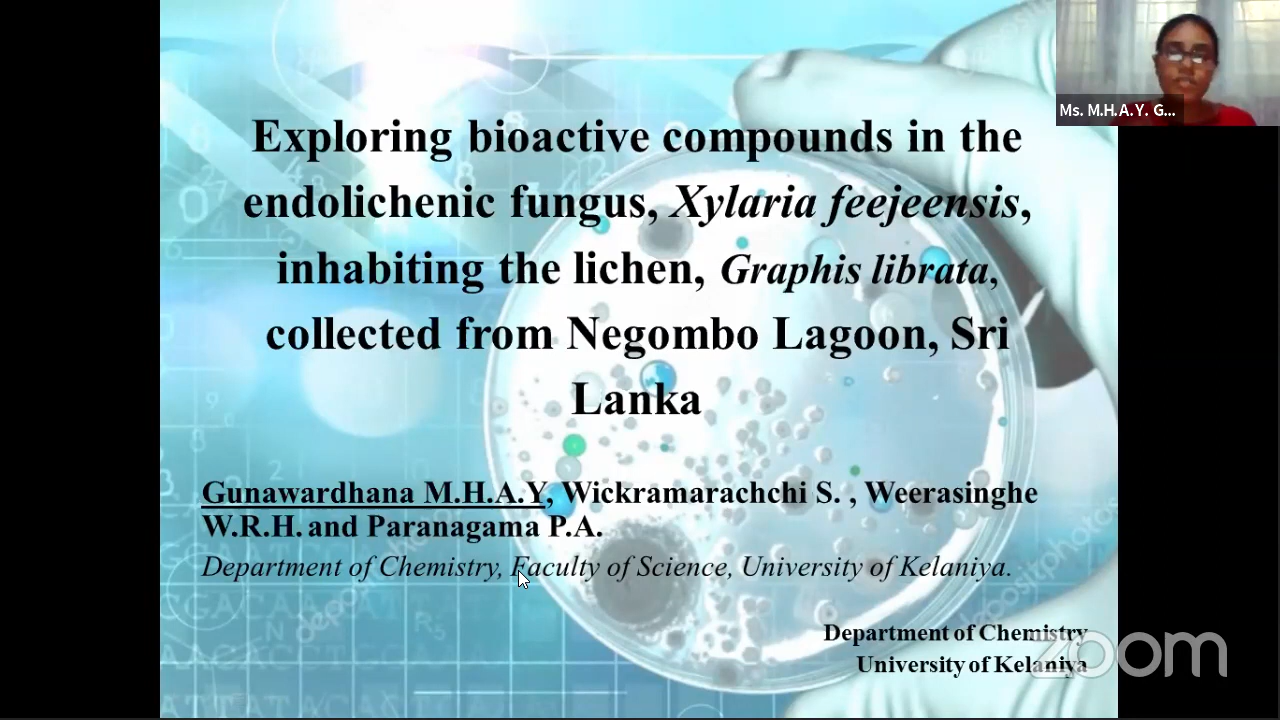 Exploring bioactive compounds in the
endolichenic fungus, Xylaria feejeensis,
inhabiting the lichen, Graphis librata,
collected from Negombo Lagoon, Sri
Lanka
Gunawardhana M.H.A.Y, Wickramarachchi S. , Weerasinghe
W.R.H. and Paranagama P.A.
Department of Chemistry, Faculty of Science, University of Kelaniya.
Department of Chemistry
University of Kelaniya
zoom
Ms. M.H.A.Y. G...